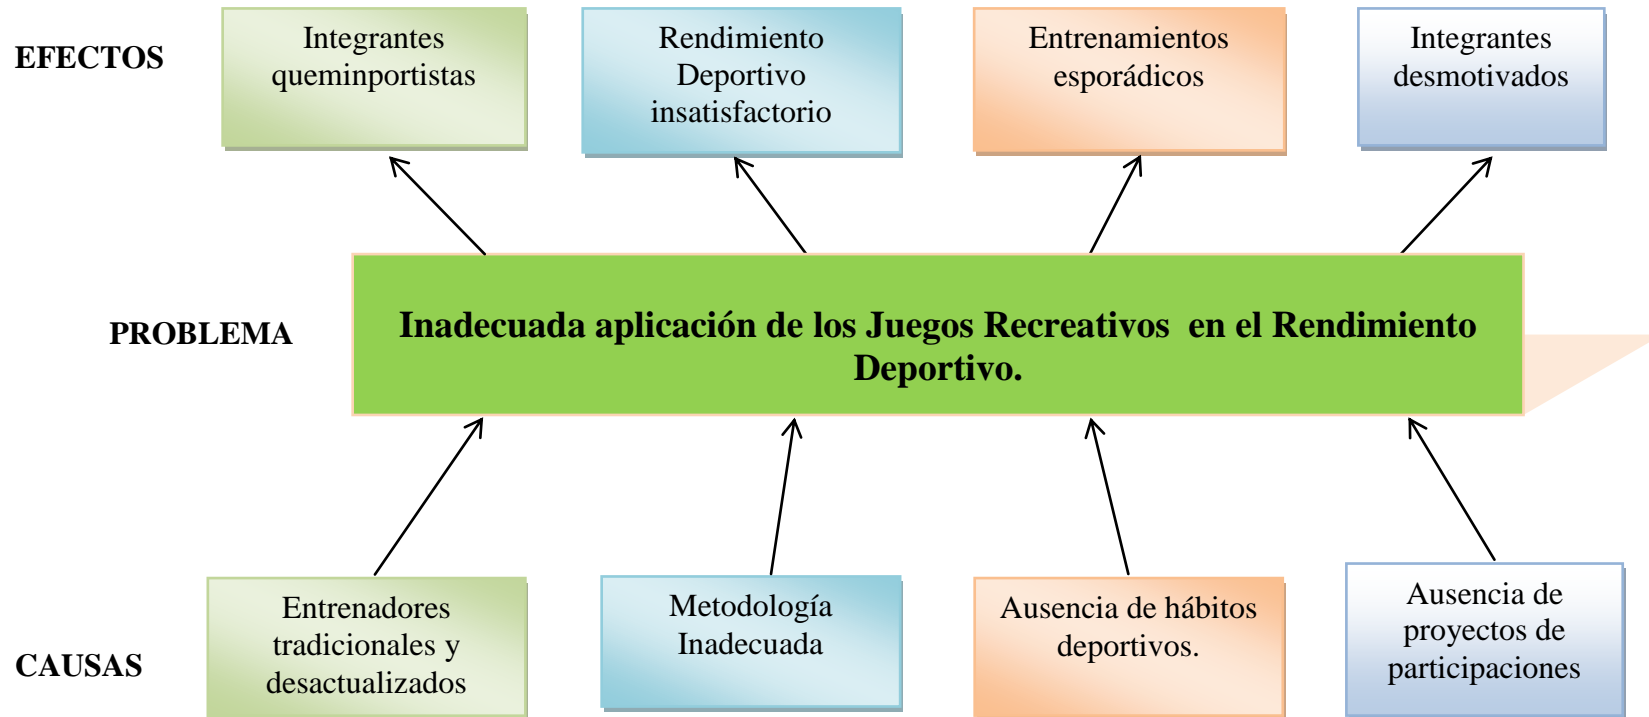 EFECTOS
Integrantes
queminportistas
Rendimiento
Deportivo
insatisfactorio
Entrenamientos
esporádicos
Integrantes
desmotivados
PROBLEMA
Inadecuada aplicación de los Juegos Recreativos en el Rendimiento
Deportivo.
CAUSAS
Entrenadores
tradicionales y
desactualizados
Metodología
Inadecuada
Ausencia de hábitos
deportivos.
Ausencia de
proyectos de
participaciones